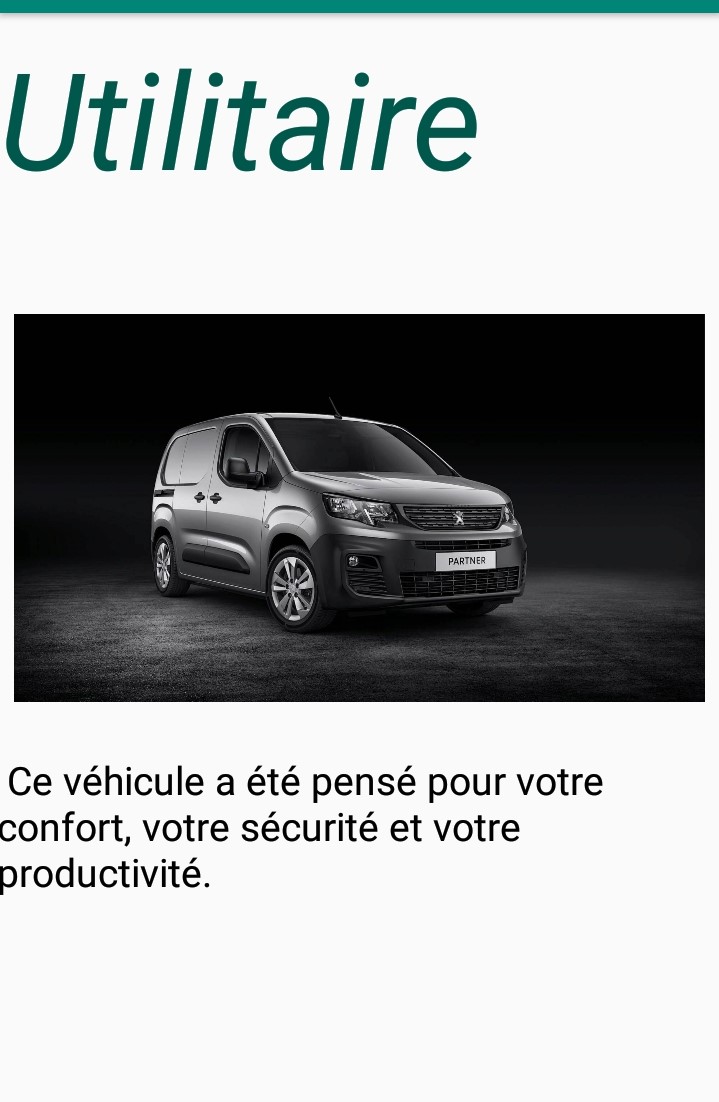 Utilitaire
PARTNER
Ce véhicule a été pensé pour votre
confort, votre sécurité et votre
productivité.